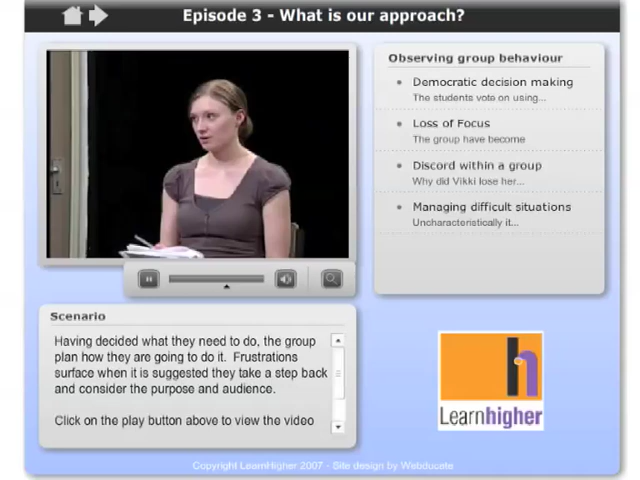 Episode 3 - What is our approach?
Observing group behaviour
Democratic decision making
The students vote on using...
Loss of Focus
The group have become
Discord within a group
Why did Vikki lose her...
Managing difficult situations
Uncharacteristically it...
Scenario
Having decided what they need to do, the group
plan how they are going to do it. Frustrations
surface when it is suggested they take a step back
and consider the purpose and audience.
Click on the play button above to view the video
h
Learnhigher
Copyright LearnHigher 2007 - Site design by Webducate